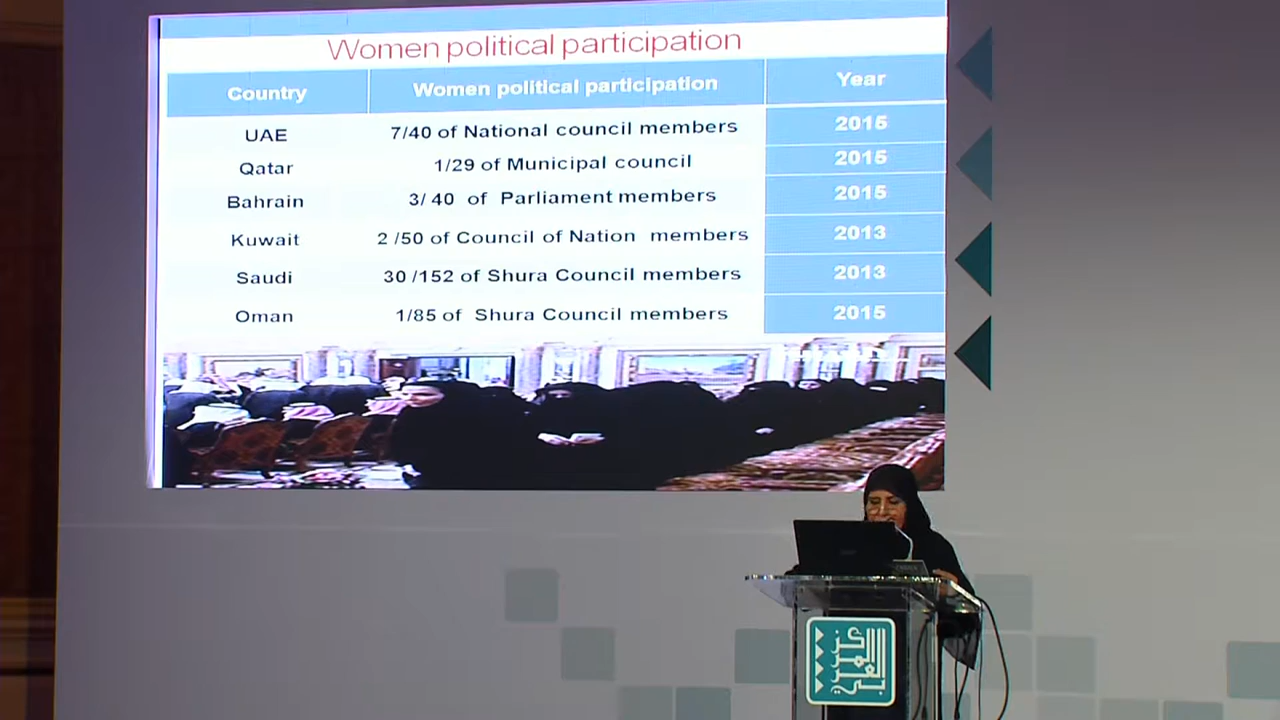 Women political participation
Country Women political participation Year
UAE 7/40 of National council members 2015
Qatar 1/29 of Municipal council 2015
Bahrain 3/ 40 of Parliament members 2015
Kuwait 2 /50 of Council of Nation members 2013
Saudi 30 /152 of Shura Council members 2013
Oman 1/85 of Shura Council members 2015